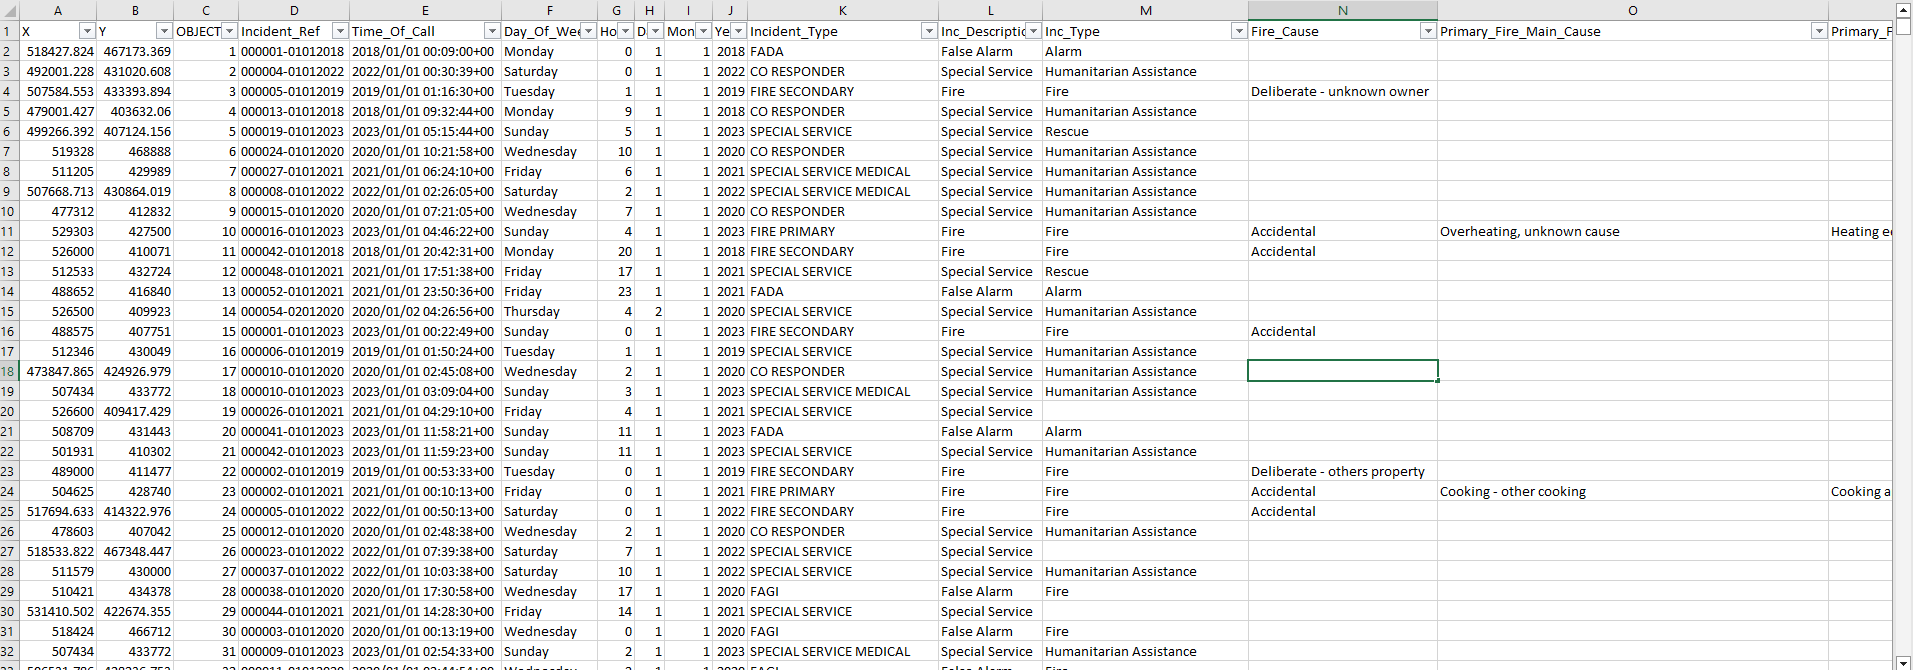 A B C D E F G H I J K L M N O
1 X Y OBJECT Incident_Ref Time_Of_Call Day_Of_Wee Ho D Mon Ye Incident_Type Inc_Descriptic Inc_Type Fire_Cause Primary_Fire_Main_Cause Primary_F
2 518427.824 467173.369 1 000001-01012018 2018/01/01 00:09:00+00 Monday 0 1 1 2018 FADA False Alarm Alarm
3 492001.228 431020.608 2 000004-01012022 2022/01/01 00:30:39+00 Saturday 0 1 1 2022 CO RESPONDER Special Service Humanitarian Assistance
4 507584.553 433393.894 3 000005-01012019 2019/01/01 01:16:30+00 Tuesday 1 1 1 2019 FIRE SECONDARY Fire Fire Deliberate - unknown owner
5 479001.427 403632.06 4 000013-01012018 2018/01/01 09:32:44+00 Monday 9 1 1 2018 CO RESPONDER Special Service Humanitarian Assistance
6 499266.392 407124.156 5 000019-01012023 2023/01/01 05:15:44+00 Sunday 5 1 1 2023 SPECIAL SERVICE Special Service Rescue
7 519328 468888 6 000024-01012020 2020/01/01 10:21:58+00 Wednesday 10 1 1 2020 CO RESPONDER Special Service Humanitarian Assistance
8 511205 429989 7 000027-01012021 2021/01/01 06:24:10+00 Friday 6 1 1 2021 SPECIAL SERVICE MEDICAL Special Service Humanitarian Assistance
9 507668.713 430864.019 8 000008-01012022 2022/01/01 02:26:05+00 Saturday 2 1 1 2022 SPECIAL SERVICE MEDICAL Special Service Humanitarian Assistance
10 477312 412832 9 000015-01012020 2020/01/01 07:21:05+00 Wednesday 7 1 1 2020 CO RESPONDER Special Service Humanitarian Assistance
11 529303 427500 10 000016-01012023 2023/01/01 04:46:22+00 Sunday 4 1 1 2023 FIRE PRIMARY Fire Fire Accidental Overheating, unknown cause Heating e
12 526000 410071 11 000042-01012018 2018/01/01 20:42:31+00 Monday 20 1 1 2018 FIRE SECONDARY Fire Fire Accidental
13 512533 432724 12 000048-01012021 2021/01/01 17:51:38+00 Friday 17 1 1 2021 SPECIAL SERVICE Special Service Rescue
14 488652 416840 13 000052-01012021 2021/01/01 23:50:36+00 Friday 23 1 1 2021 FADA False Alarm Alarm
15 526500 409923 14 000054-02012020 2020/01/02 04:26:56+00 Thursday 4 2 1 2020 SPECIAL SERVICE Special Service Humanitarian Assistance
16 488575 407751 15 000001-01012023 2023/01/01 00:22:49+00 Sunday 0 1 1 2023 FIRE SECONDARY Fire Fire Accidental
17 512346 430049 16 000006-01012019 2019/01/01 01:50:24+00 Tuesday 1 1 1 2019 SPECIAL SERVICE Special Service Humanitarian Assistance
18 473847.865 424926.979 17 000010-01012020 2020/01/01 02:45:08+00 Wednesday 2 1 1 2020 CO RESPONDER Special Service Humanitarian Assistance
19 507434 433772 18 000010-01012023 2023/01/01 03:09:04+00 Sunday 3 1 1 2023 SPECIAL SERVICE MEDICAL Special Service Humanitarian Assistance
20 526600 409417.429 19 000026-01012021 2021/01/01 04:29:10+00 Friday 4 1 1 2021 SPECIAL SERVICE Special Service
21 508709 431443 20 000041-01012023 2023/01/01 11:58:21+00 Sunday 11 1 1 2023 FADA False Alarm Alarm
22 501931 410302 21 000042-01012023 2023/01/01 11:59:23+00 Sunday 11 1 1 2023 SPECIAL SERVICE Special Service Humanitarian Assistance
23 489000 411477 22 000002-01012019 2019/01/01 00:53:33+00 Tuesday 0 1 1 2019 FIRE SECONDARY Fire Fire Deliberate - others property
24 504625 428740 23 000002-01012021 2021/01/01 00:10:13+00 Friday 0 1 1 2021 FIRE PRIMARY Fire Fire Accidental Cooking - other cooking Cooking a
25 517694.633 414322.976 24 000005-01012022 2022/01/01 00:50:13+00 Saturday 0 1 1 2022 FIRE SECONDARY Fire Fire Accidental
26 478603 407042 25 000012-01012020 2020/01/01 02:48:38+00 Wednesday 2 1 1 2020 CO RESPONDER Special Service Humanitarian Assistance
27 518533.822 467348.447 26 000023-01012022 2022/01/01 07:39:38+00 Saturday 7 1 1 2022 SPECIAL SERVICE Special Service
28 511579 430000 27 000037-01012022 2022/01/01 10:03:38+00 Saturday 10 1 1 2022 SPECIAL SERVICE Special Service Humanitarian Assistance
29 510421 434378 28 000038-01012020 2020/01/01 17:30:58+00 Wednesday 17 1 1 2020 FAGI False Alarm Fire
30 531410.502 422674.355 29 000044-01012021 2021/01/01 14:28:30+00 Friday 14 1 1 2021 SPECIAL SERVICE Special Service
31 518424 466712 30 000003-01012020 2020/01/01 00:13:19+00 Wednesday 0 1 1 2020 FAGI False Alarm Fire
32 507434 433772 31 000009-01012023 2023/01/01 02:54:33+00 Sunday 2 1 1 2023 SPECIAL SERVICE MEDICAL Special Service Humanitarian Assistance